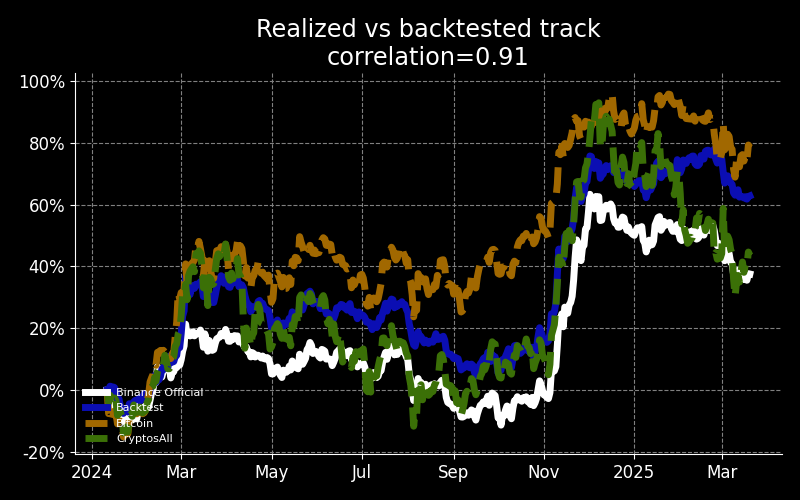 Realized vs backtested track
correlation=0.91
100%
80%
60%
40%
20%
0%
-20%
Binance Official
Backtest
Bitcoin
CryptosAll
2024 Mar May Jul Sep Nov 2025 Mar